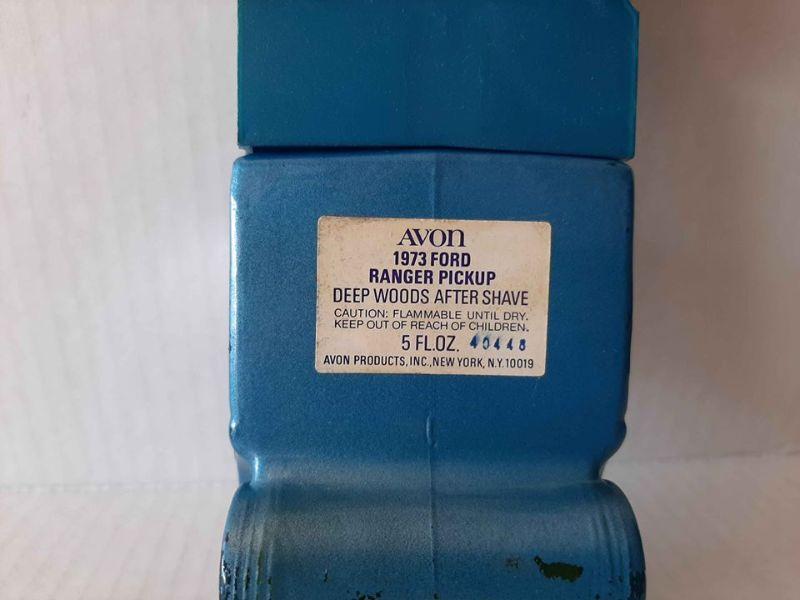 AVON
1973 FORD
RANGER PICKUP
DEEP WOODS AFTER SHAVE
CAUTION: FLAMMABLE UNTIL DRY.
KEEP OUT OF REACH OF CHILDREN.
5 FL.OZ. 40448
AVON PRODUCTS, INC., NEW YORK, N.Y. 10019